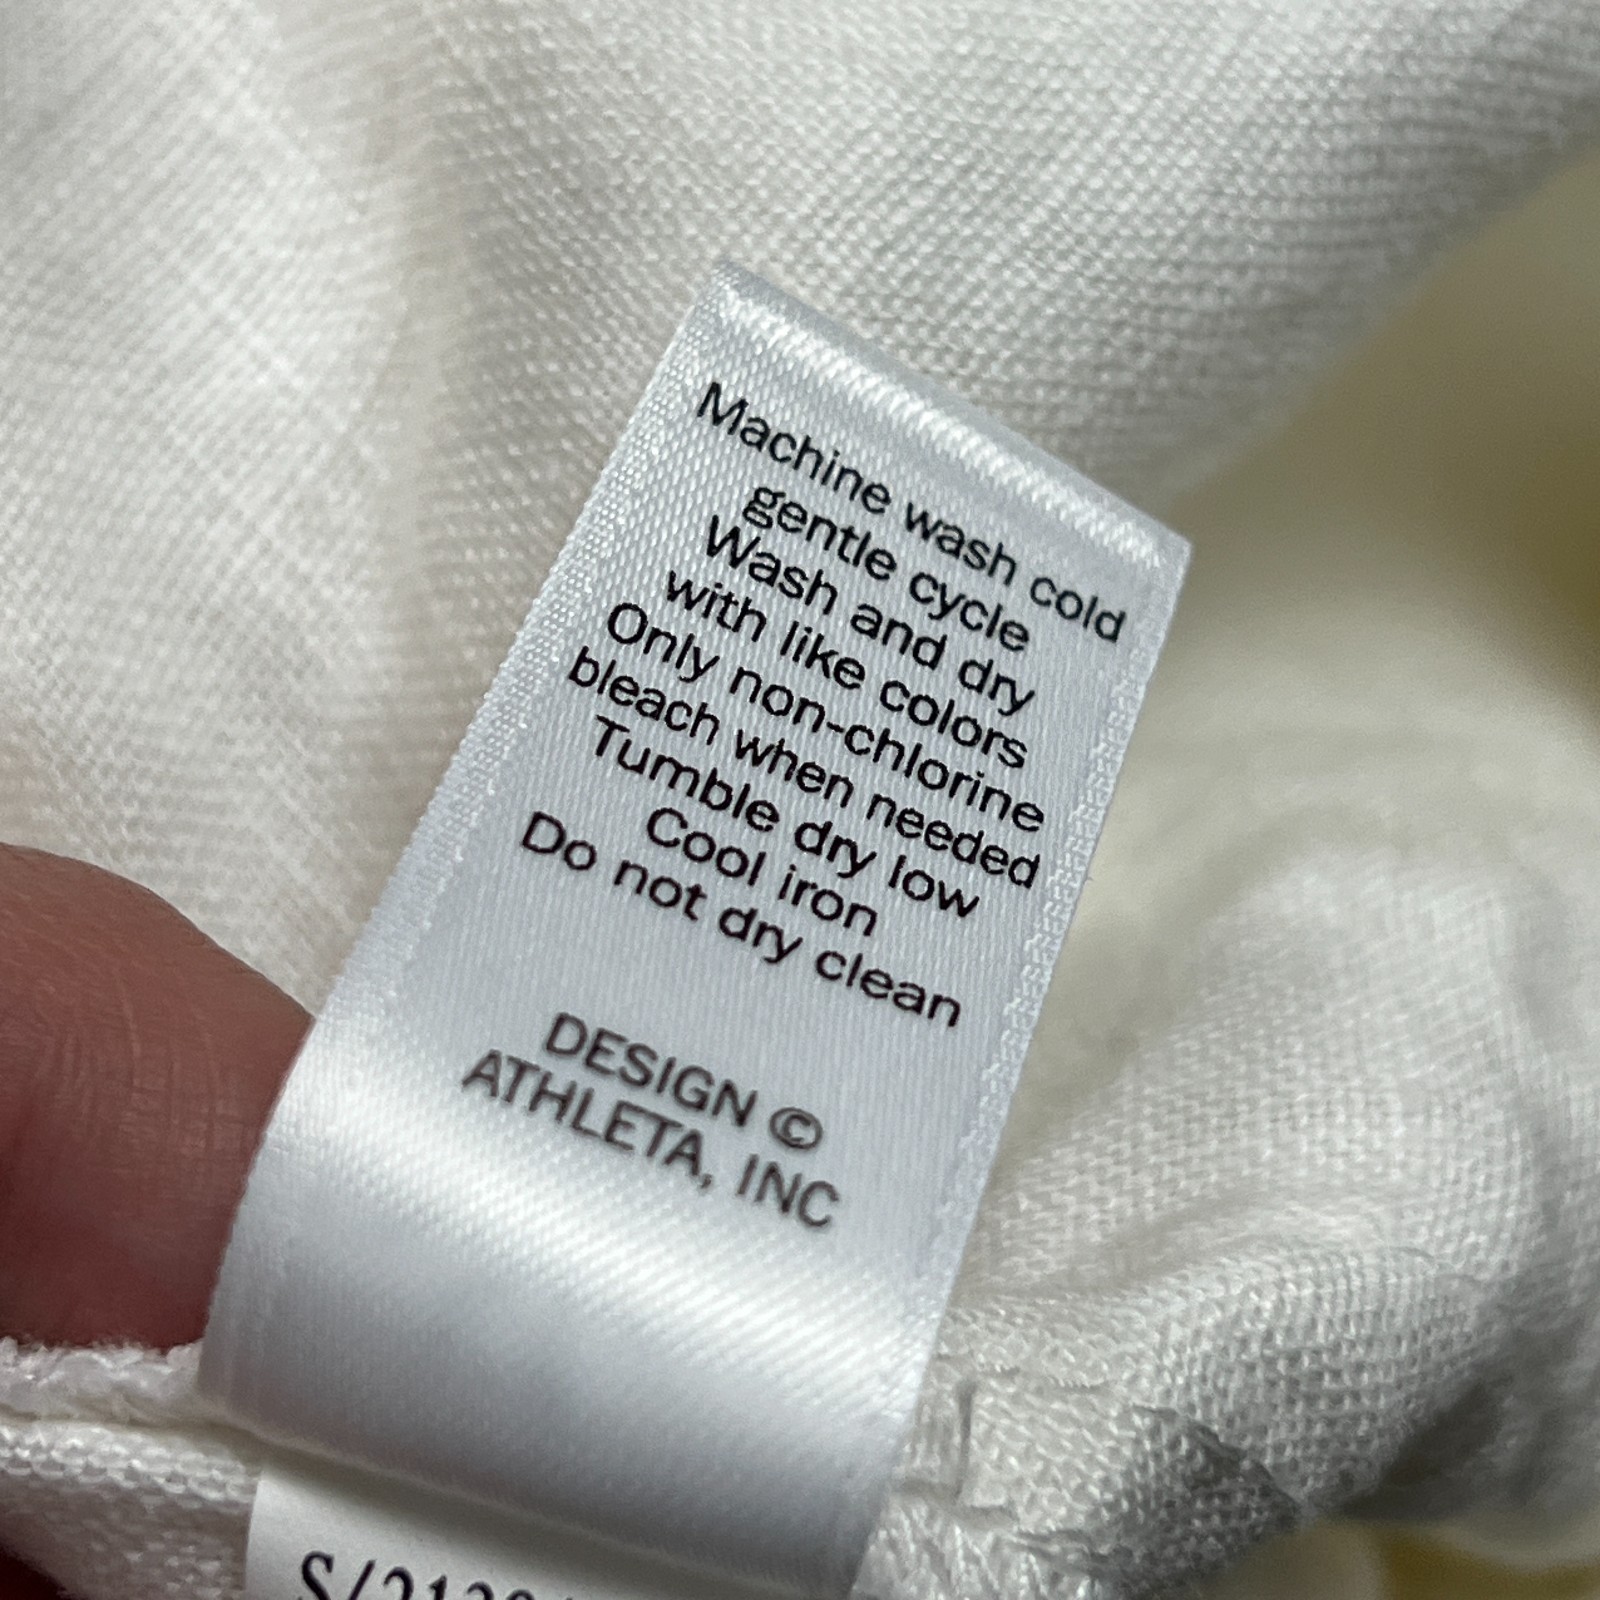 Machine wash cold
gentle cycle
Wash and dry
with like colors
Only non-chlorine
bleach when needed
Tumble dry low
Cool iron
Do not dry clean
DESIGN ©
ATHLETA, INC